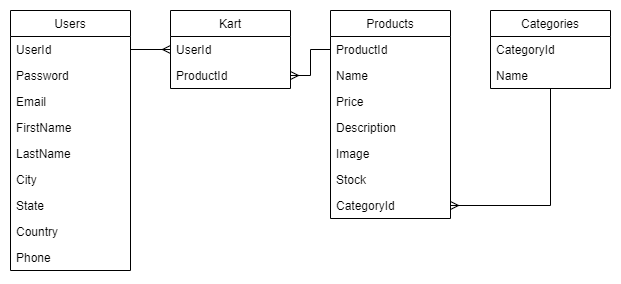 Users
UserId
Password
Email
FirstName
LastName
City
State
Country
Phone
Kart
UserId
ProductId
Products
ProductId
Name
Price
Description
Image
Stock
CategoryId
Categories
CategoryId
Name